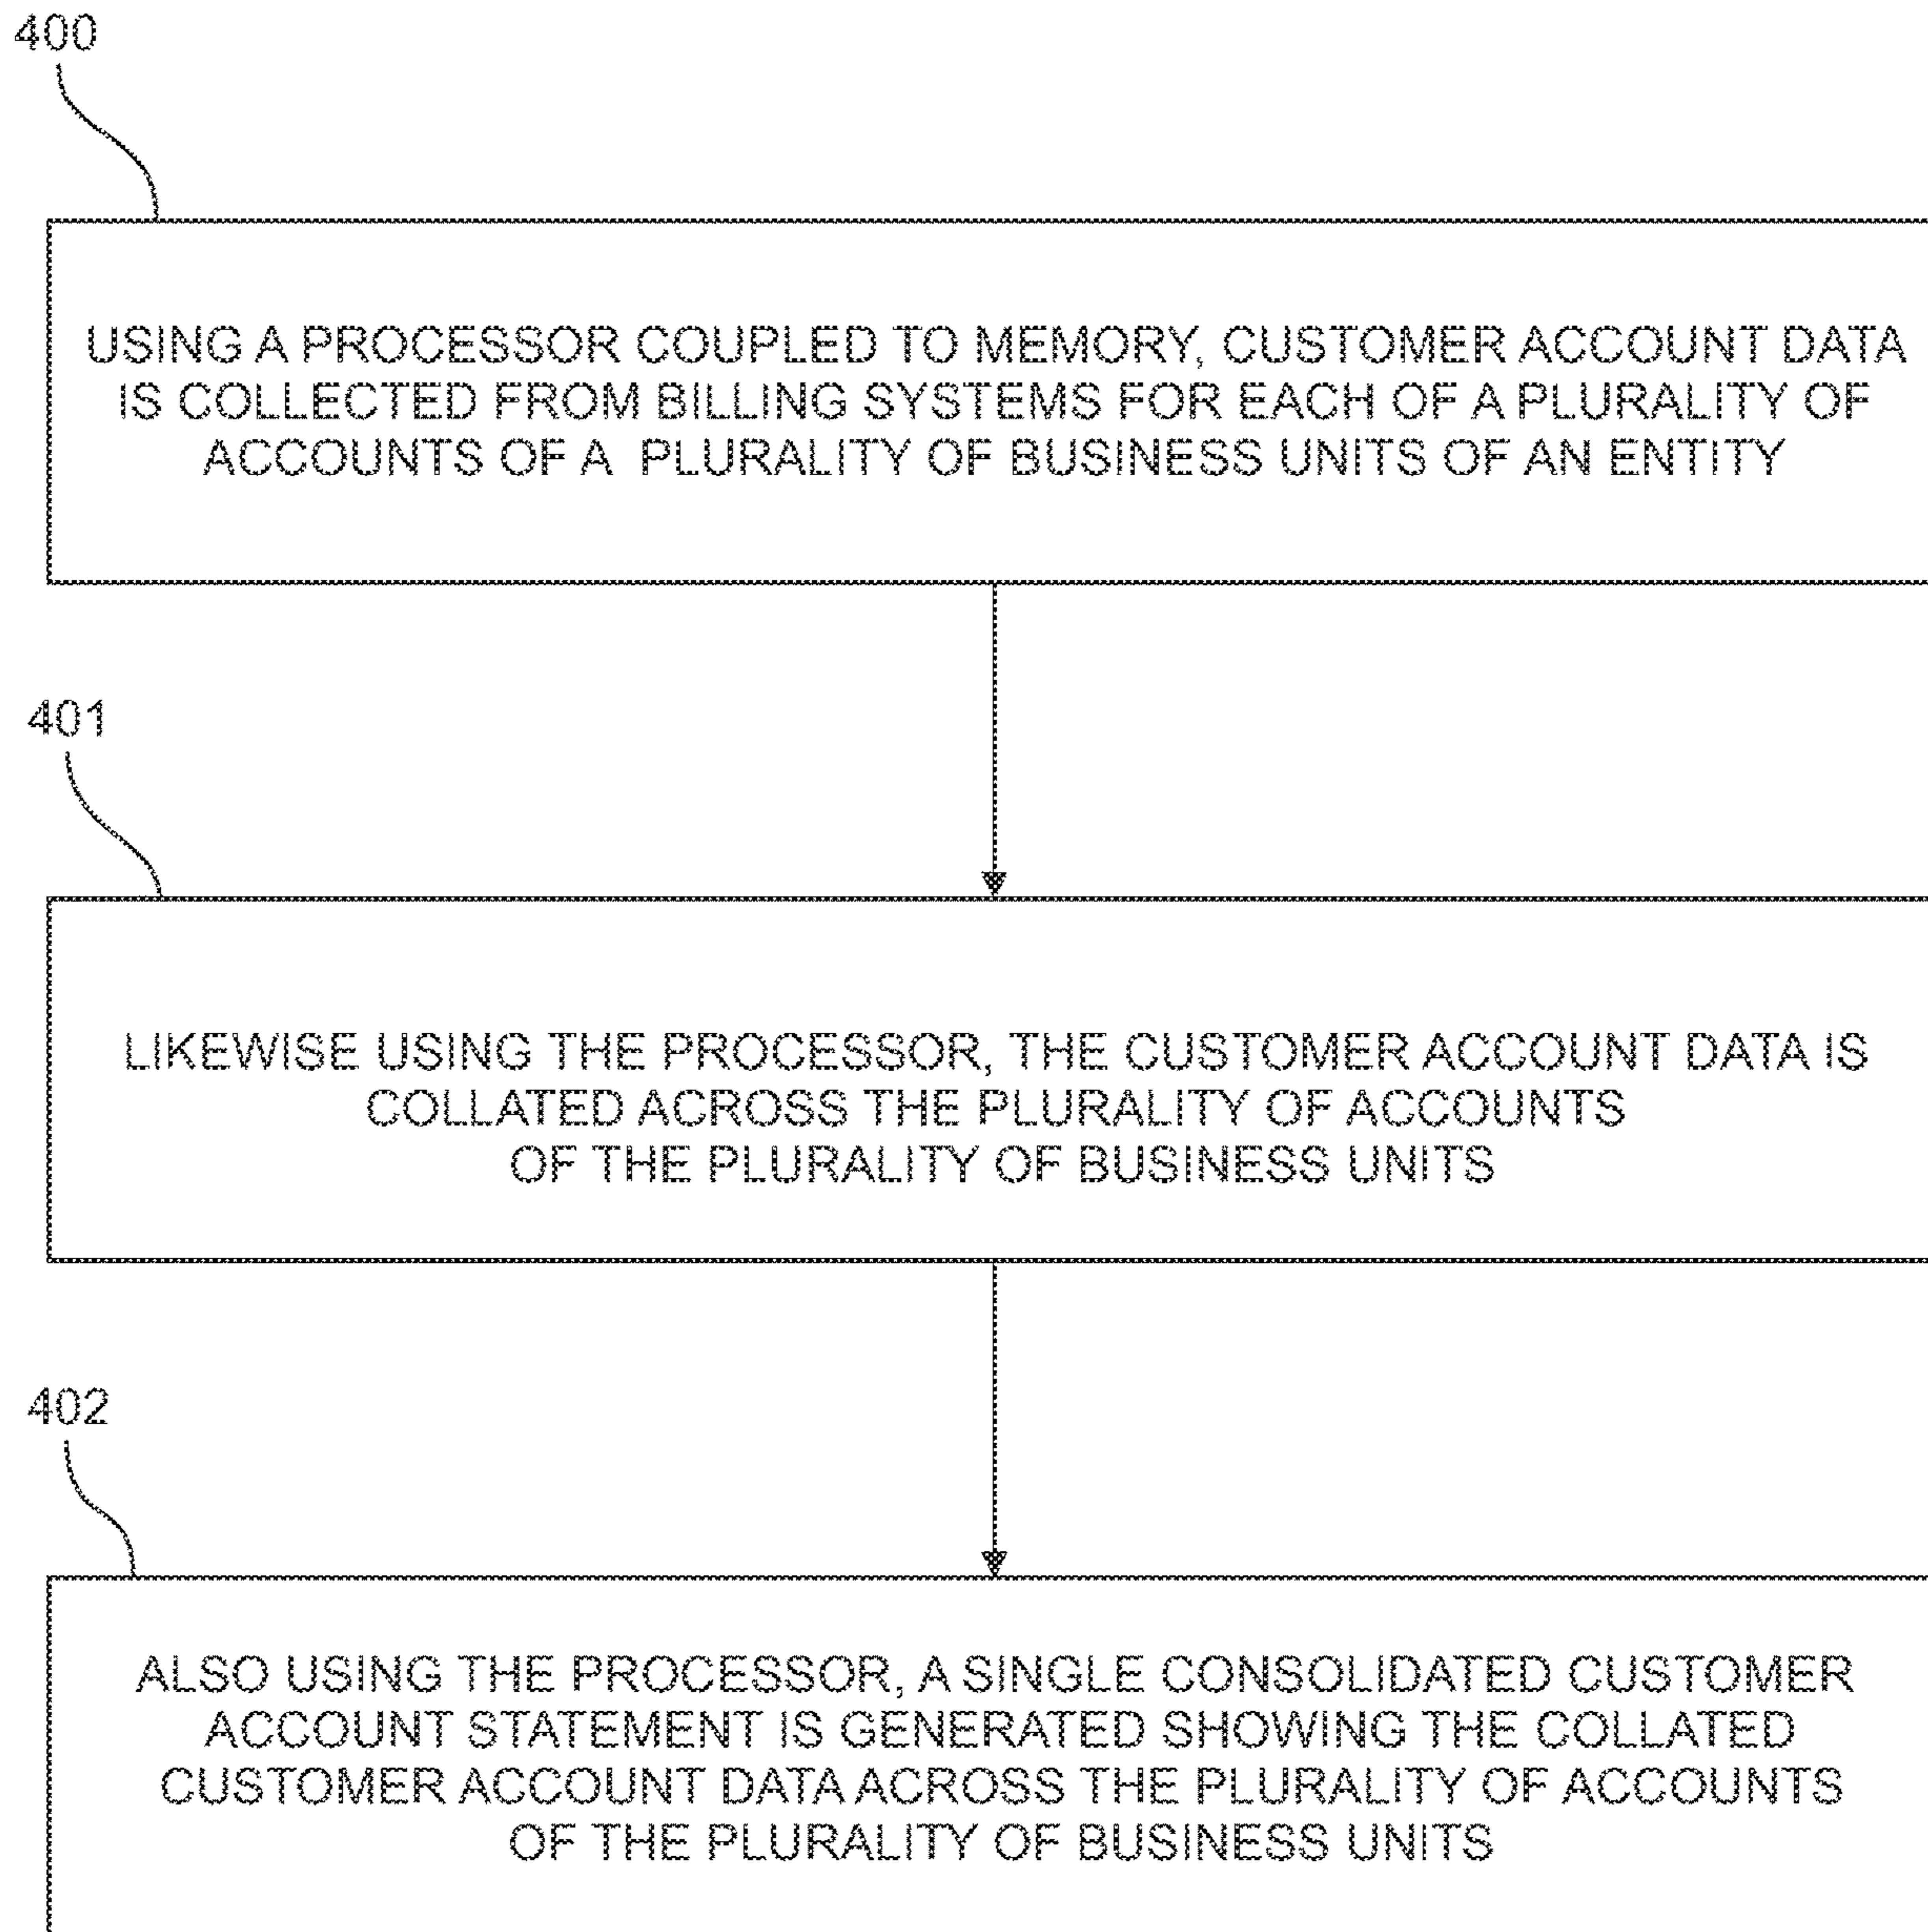 400
USING A PROCESSOR COUPLED TO MEMORY, CUSTOMER ACCOUNT DATA
IS COLLECTED FROM BILLING SYSTEMS FOR EACH OF A PLURALITY OF
ACCOUNTS OF A PLURALITY OF BUSINESS UNITS OF AN ENTITY
401
LIKEWISE USING THE PROCESSOR, THE CUSTOMER ACCOUNT DATA IS
COLLATED ACROSS THE PLURALITY OF ACCOUNTS
OF THE PLURALITY OF BUSINESS UNITS
402
ALSO USING THE PROCESSOR, A SINGLE CONSOLIDATED CUSTOMER
ACCOUNT STATEMENT IS GENERATED SHOWING THE COLLATED
CUSTOMER ACCOUNT DATA ACROSS THE PLURALITY OF ACCOUNTS
OF THE PLURALITY OF BUSINESS UNITS